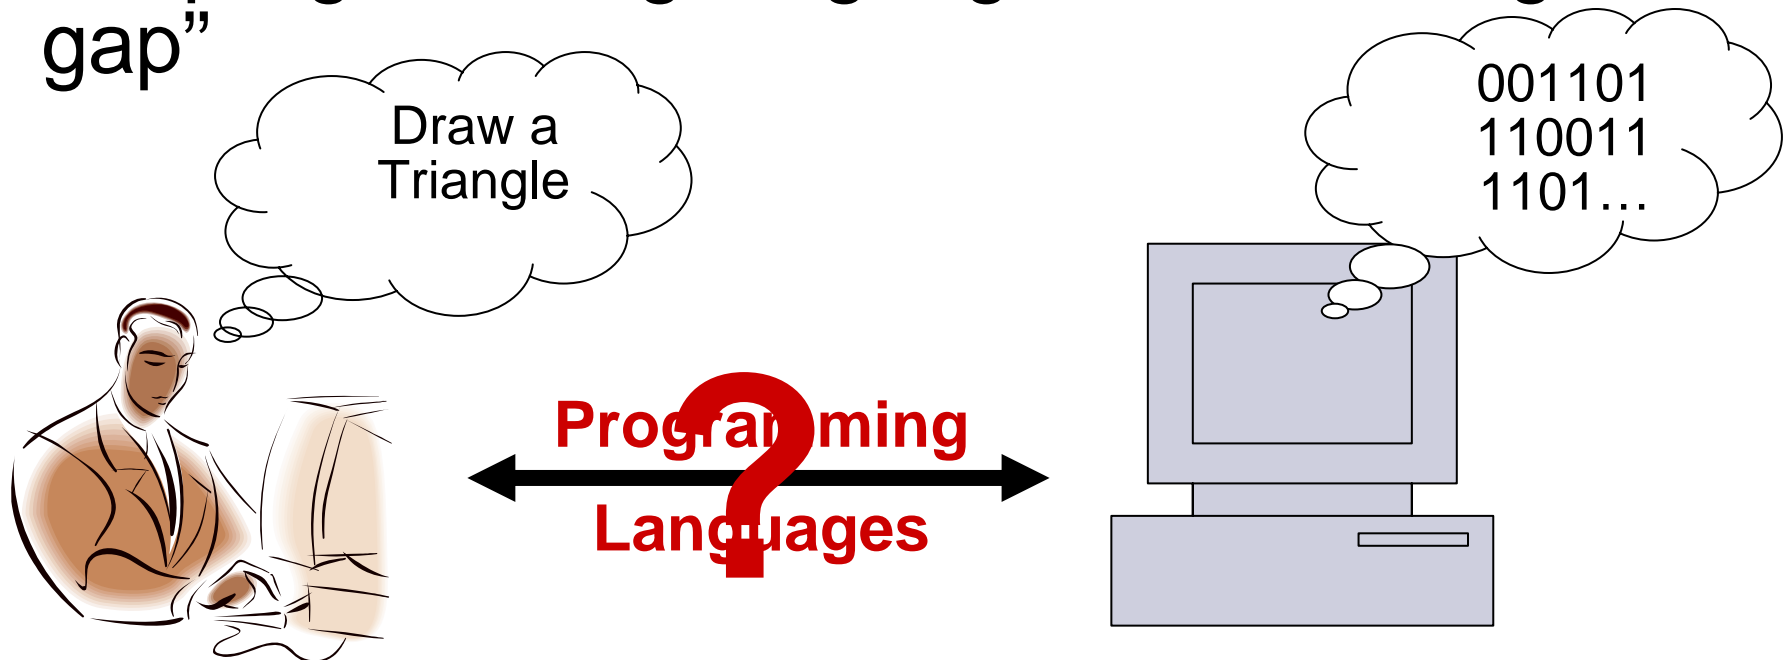 gap”
Draw a
Triangle
001101
110011
1101…
Programming
Languages
?